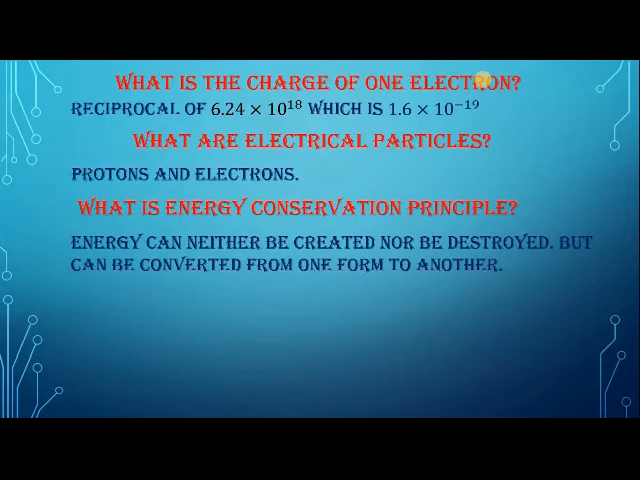 WHAT IS THE CHARGE OF ONE ELECTRON?
RECIPROCAL OF 6.24 × 10¹⁸ WHICH IS 1.6 × 10⁻¹⁹
WHAT ARE ELECTRICAL PARTICLES?
PROTONS AND ELECTRONS.
WHAT IS ENERGY CONSERVATION PRINCIPLE?
ENERGY CAN NEITHER BE CREATED NOR BE DESTROYED. BUT
CAN BE CONVERTED FROM ONE FORM TO ANOTHER.